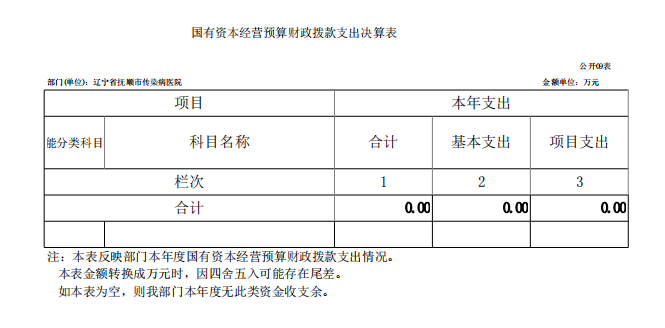 国有资本经营预算财政拨款支出决算表
公开09表
部门(单位)：辽宁省抚顺市传染病医院 金额单位：万元
项目 本年支出
能分类科目 科目名称 合计 基本支出 项目支出
栏次 1 2 3
合计 0.00 0.00 0.00
注：本表反映部门本年度国有资本经营预算财政拨款支出情况。
本表金额转换成万元时，因四舍五入可能存在尾差。
如本表为空，则我部门本年度无此类资金收支余。